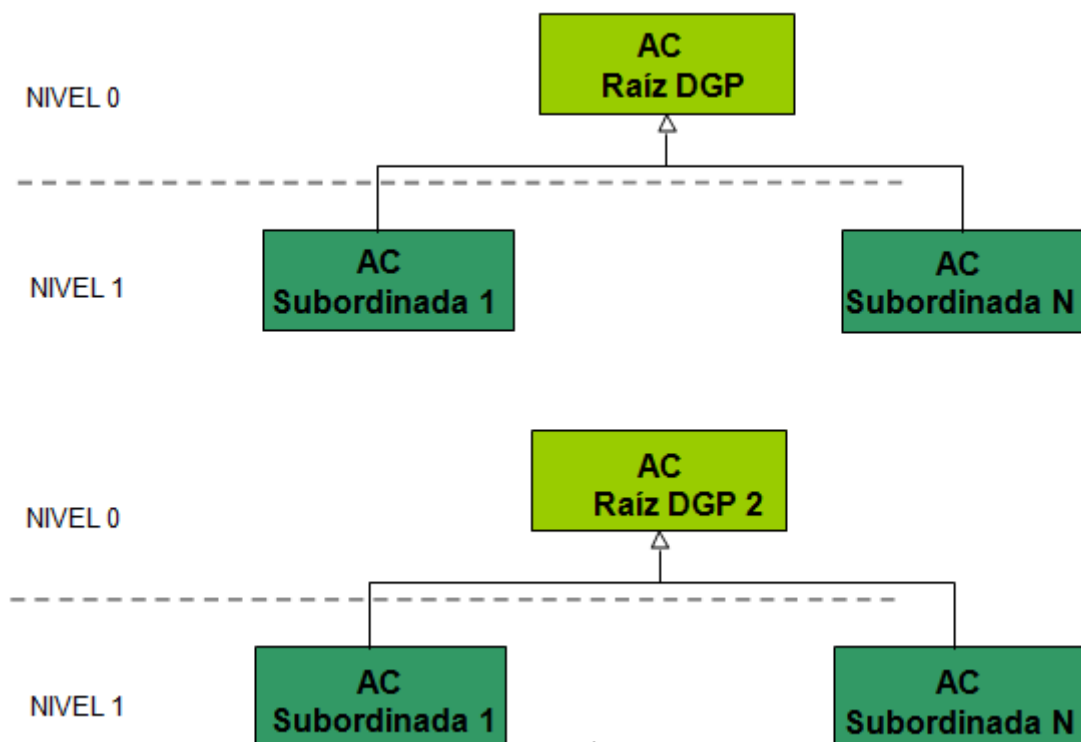 AC
Raíz DGP
NIVEL 0
AC
Subordinada 1
AC
Subordinada N
NIVEL 1
AC
Raíz DGP 2
NIVEL 0
AC
Subordinada 1
AC
Subordinada N
NIVEL 1